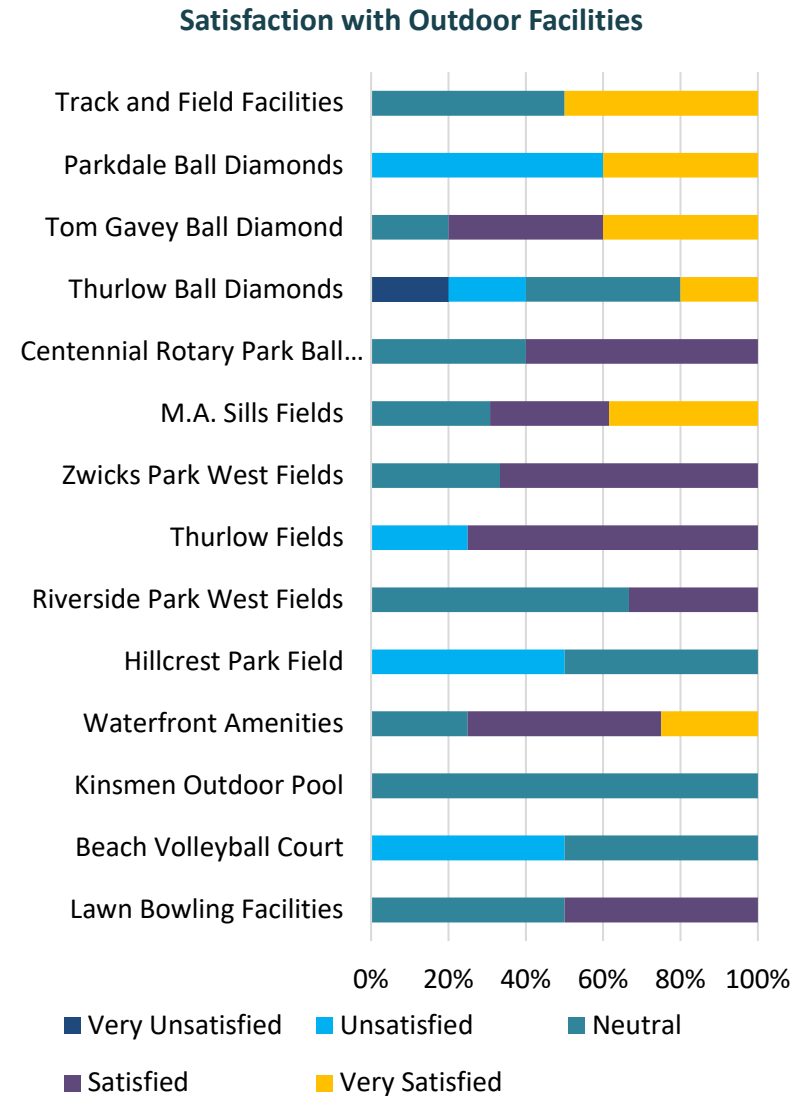 Satisfaction with Outdoor Facilities
Track and Field Facilities
Parkdale Ball Diamonds
Tom Gavey Ball Diamond
Thurlow Ball Diamonds
Centennial Rotary Park Ball...
M.A. Sills Fields
Zwicks Park West Fields
Thurlow Fields
Riverside Park West Fields
Hillcrest Park Field
Waterfront Amenities
Kinsmen Outdoor Pool
Beach Volleyball Court
Lawn Bowling Facilities
0% 20% 40% 60% 80% 100%
Very Unsatisfied Unsatisfied Neutral
Satisfied Very Satisfied